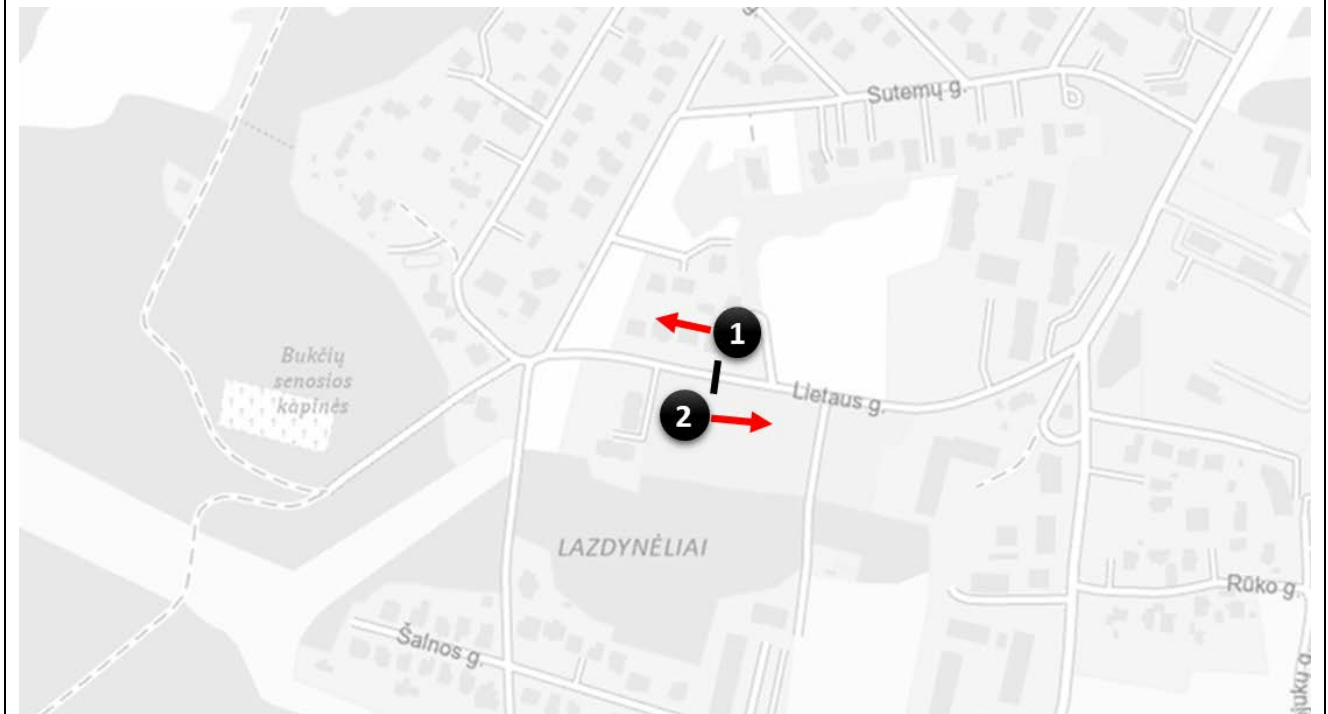 Sutemų g.
1
Bukčių
senosios
kapinės
Lietaus g.
2
LAZDYNĖLIAI
Rūko g.
Šalnos g.